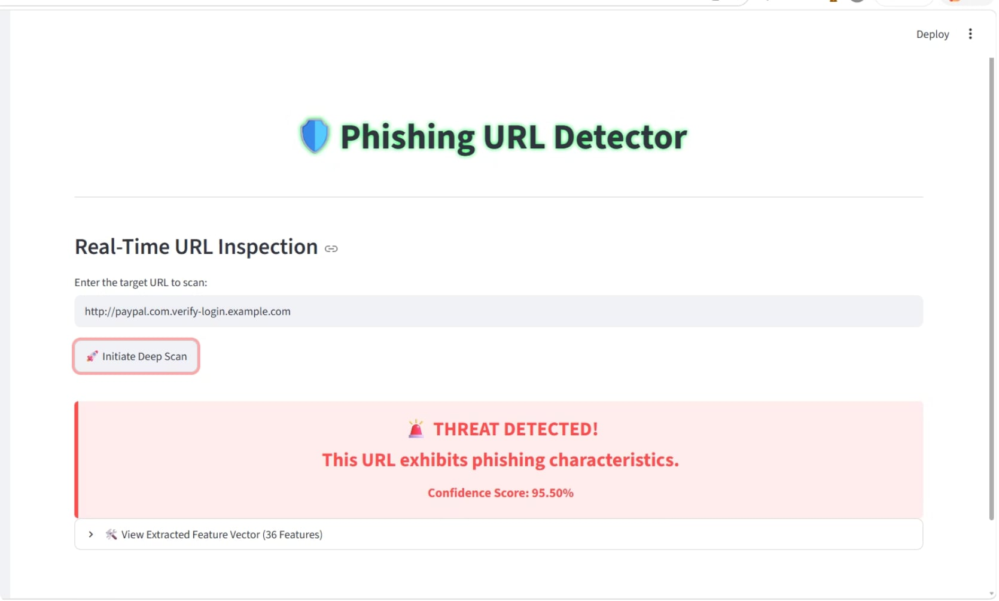 Deploy
Phishing URL Detector
Real-Time URL Inspection
Enter the target URL to scan:
http://paypal.com.verify-login.example.com
Initiate Deep Scan
THREAT DETECTED!
This URL exhibits phishing characteristics.
Confidence Score: 95.50%
View Extracted Feature Vector (36 Features)